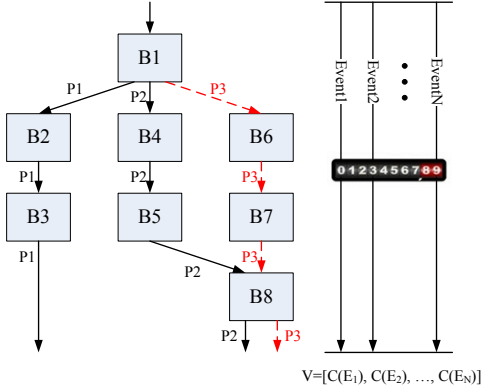 B1
P1
P2
P3
B2
B4
B6
P1
P2
P3
B3
B5
B7
P1
P2
P3
B8
P2
P3
Event1
Event2
EventN
0123456789
V=[C(E₁), C(E₂), …, C(E_N)]